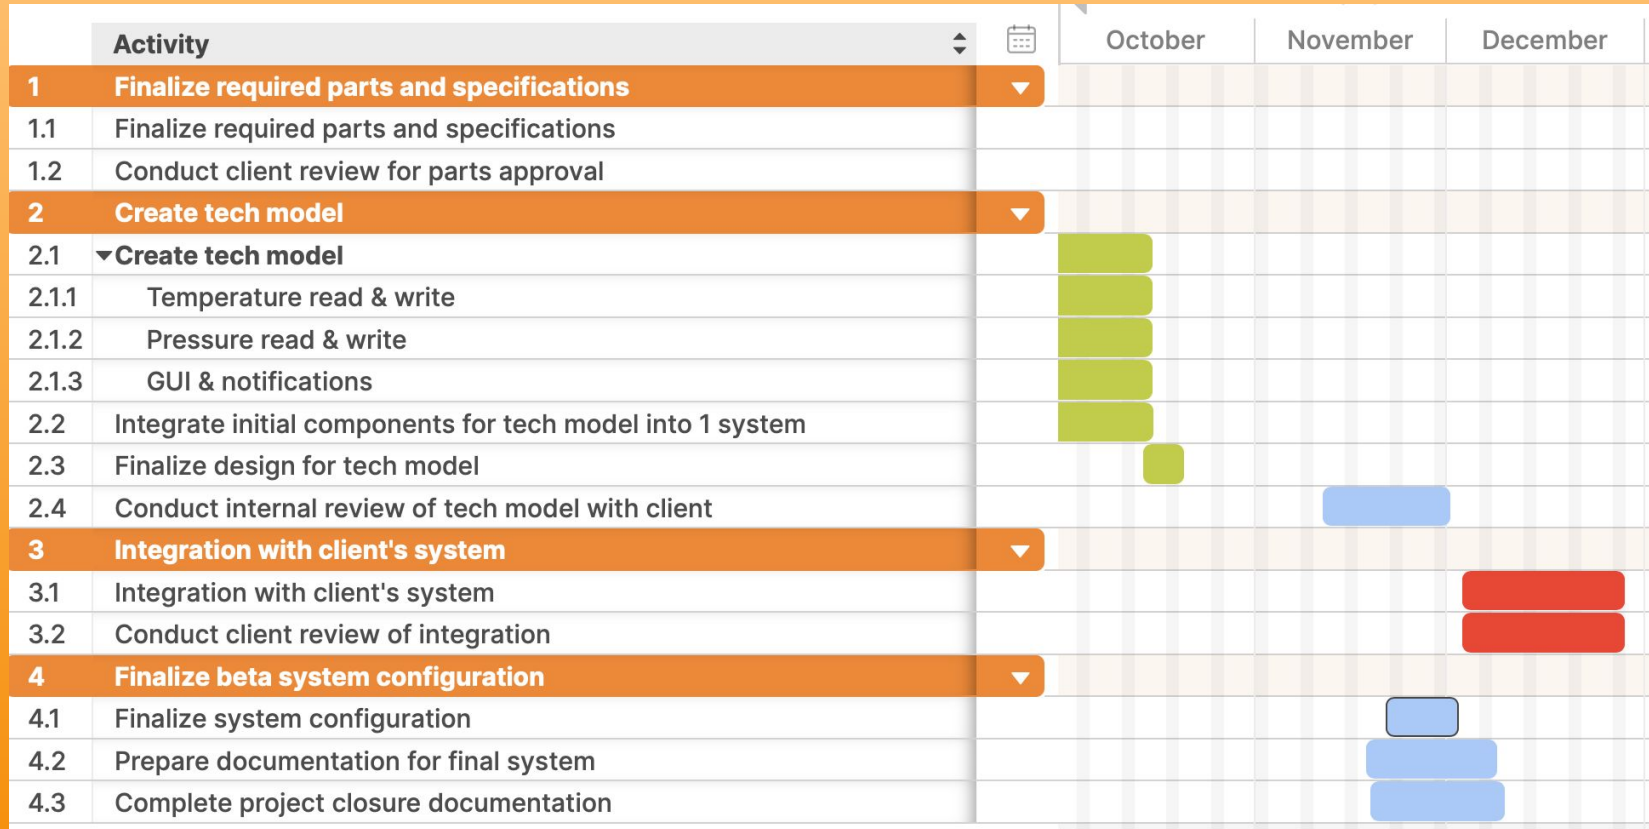 Activity October November December
1 Finalize required parts and specifications
1.1 Finalize required parts and specifications
1.2 Conduct client review for parts approval
2 Create tech model
2.1 Create tech model
2.1.1 Temperature read & write
2.1.2 Pressure read & write
2.1.3 GUI & notifications
2.2 Integrate initial components for tech model into 1 system
2.3 Finalize design for tech model
2.4 Conduct internal review of tech model with client
3 Integration with client's system
3.1 Integration with client's system
3.2 Conduct client review of integration
4 Finalize beta system configuration
4.1 Finalize system configuration
4.2 Prepare documentation for final system
4.3 Complete project closure documentation